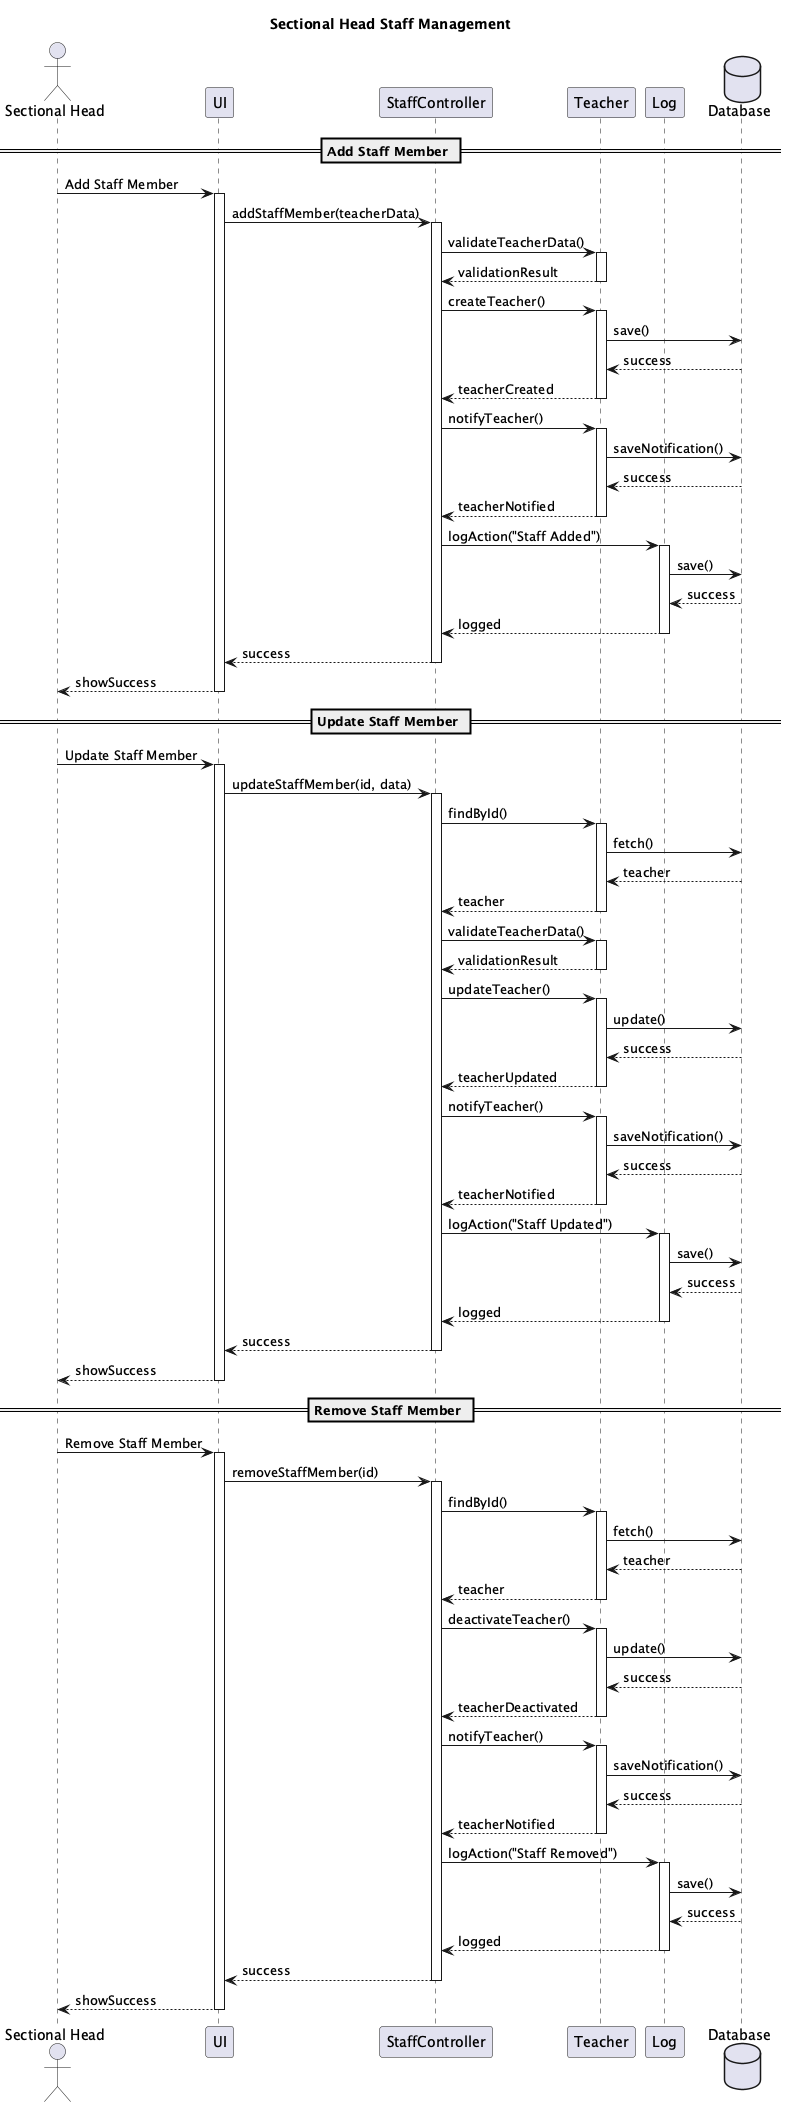 Sectional Head Staff Management
Sectional Head
UI
StaffController
Teacher
Log
Database
Add Staff Member
Add Staff Member
addStaffMember(teacherData)
validateTeacherData()
validationResult
createTeacher()
save()
success
teacherCreated
notifyTeacher()
saveNotification()
success
teacherNotified
logAction("Staff Added")
save()
success
logged
success
showSuccess
Update Staff Member
Update Staff Member
updateStaffMember(id, data)
findById()
fetch()
teacher
teacher
validateTeacherData()
validationResult
updateTeacher()
update()
success
teacherUpdated
notifyTeacher()
saveNotification()
success
teacherNotified
logAction("Staff Updated")
save()
success
logged
success
showSuccess
Remove Staff Member
Remove Staff Member
removeStaffMember(id)
findById()
fetch()
teacher
teacher
deactivateTeacher()
update()
success
teacherDeactivated
notifyTeacher()
saveNotification()
success
teacherNotified
logAction("Staff Removed")
save()
success
logged
success
showSuccess
Sectional Head
UI
StaffController
Teacher
Log
Database